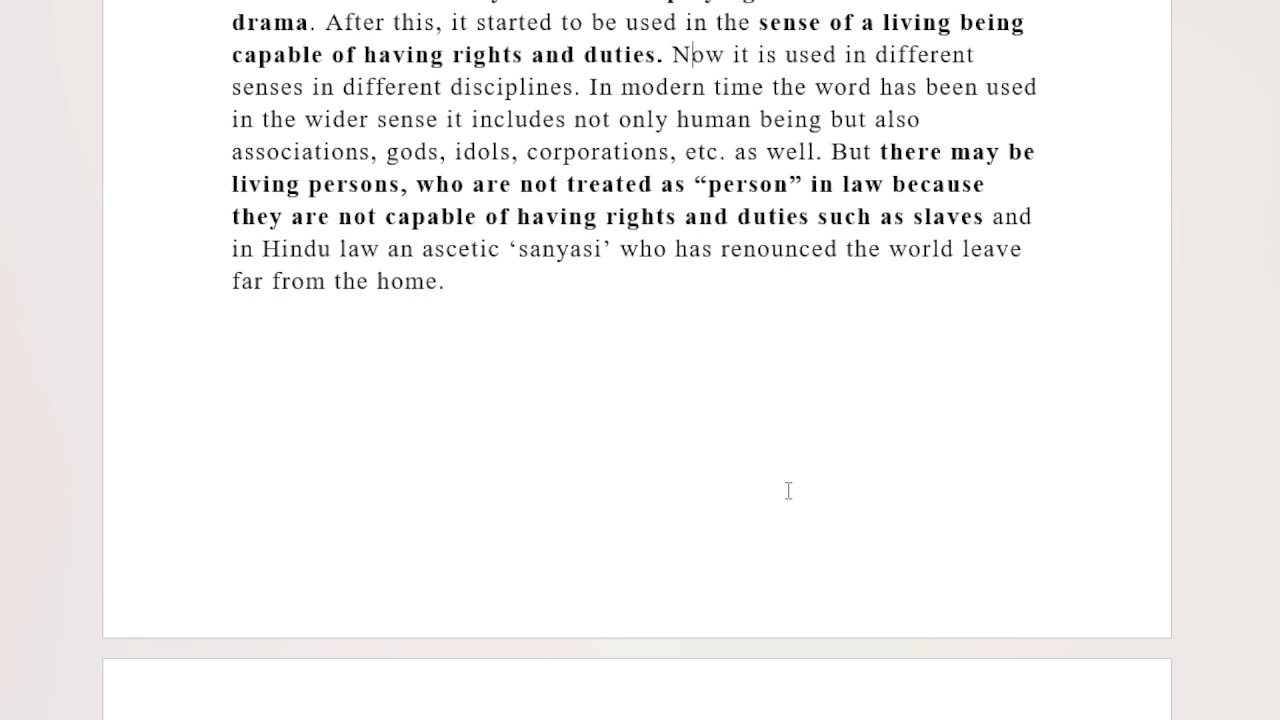 drama. After this, it started to be used in the sense of a living being
capable of having rights and duties. Now it is used in different
senses in different disciplines. In modern time the word has been used
in the wider sense it includes not only human being but also
associations, gods, idols, corporations, etc. as well. But there may be
living persons, who are not treated as “person” in law because
they are not capable of having rights and duties such as slaves and
in Hindu law an ascetic ‘sanyasi’ who has renounced the world leave
far from the home.